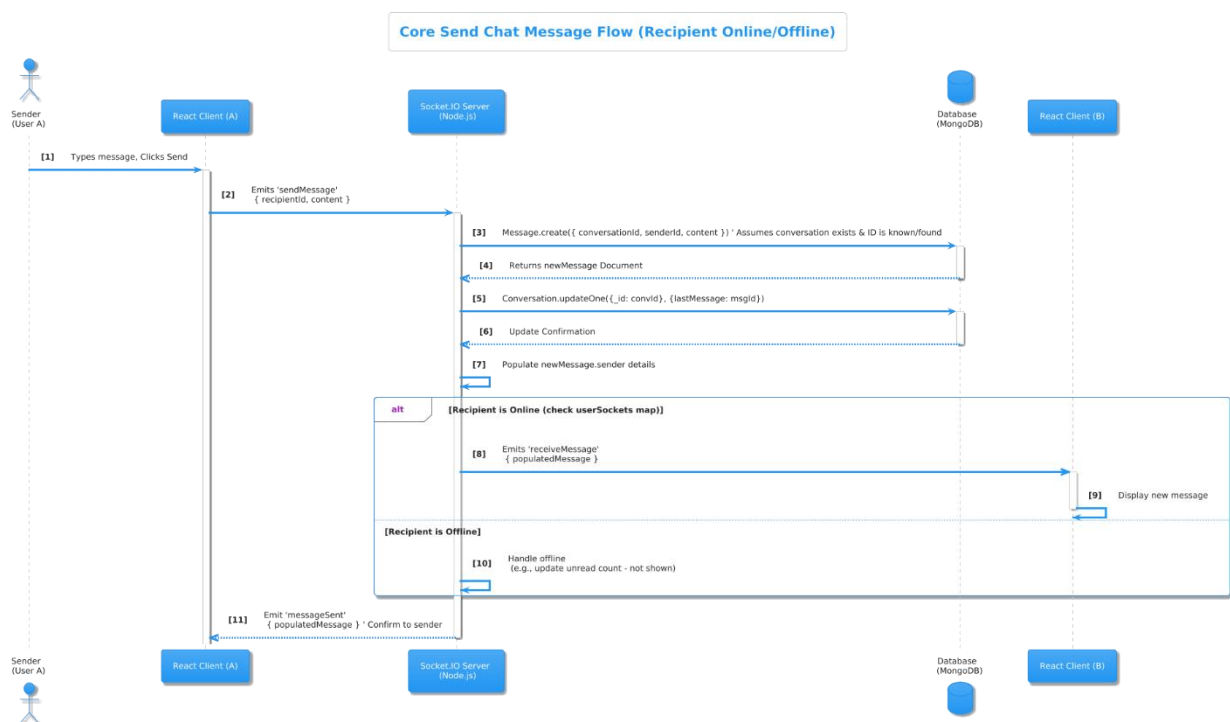 Core Send Chat Message Flow (Recipient Online/Offline)
Sender
(User A)
React Client (A)
Socket.IO Server
(Node.js)
Database
(MongoDB)
React Client (B)
[1] Types message, Clicks Send
[2] Emits 'sendMessage'
{ recipientId, content }
[3] Message.create({ conversationId, senderId, content }) ' Assumes conversation exists & ID is known/found
[4] Returns newMessage Document
[5] Conversation.updateOne({_id: convId}, {lastMessage: msgId})
[6] Update Confirmation
[7] Populate newMessage.sender details
alt [Recipient is Online (check userSockets map)]
[8] Emits 'receiveMessage'
{ populatedMessage }
[9] Display new message
[Recipient is Offline]
[10] Handle offline
(e.g., update unread count - not shown)
[11] Emit 'messageSent'
{ populatedMessage } ' Confirm to sender
Sender
(User A)
React Client (A)
Socket.IO Server
(Node.js)
Database
(MongoDB)
React Client (B)